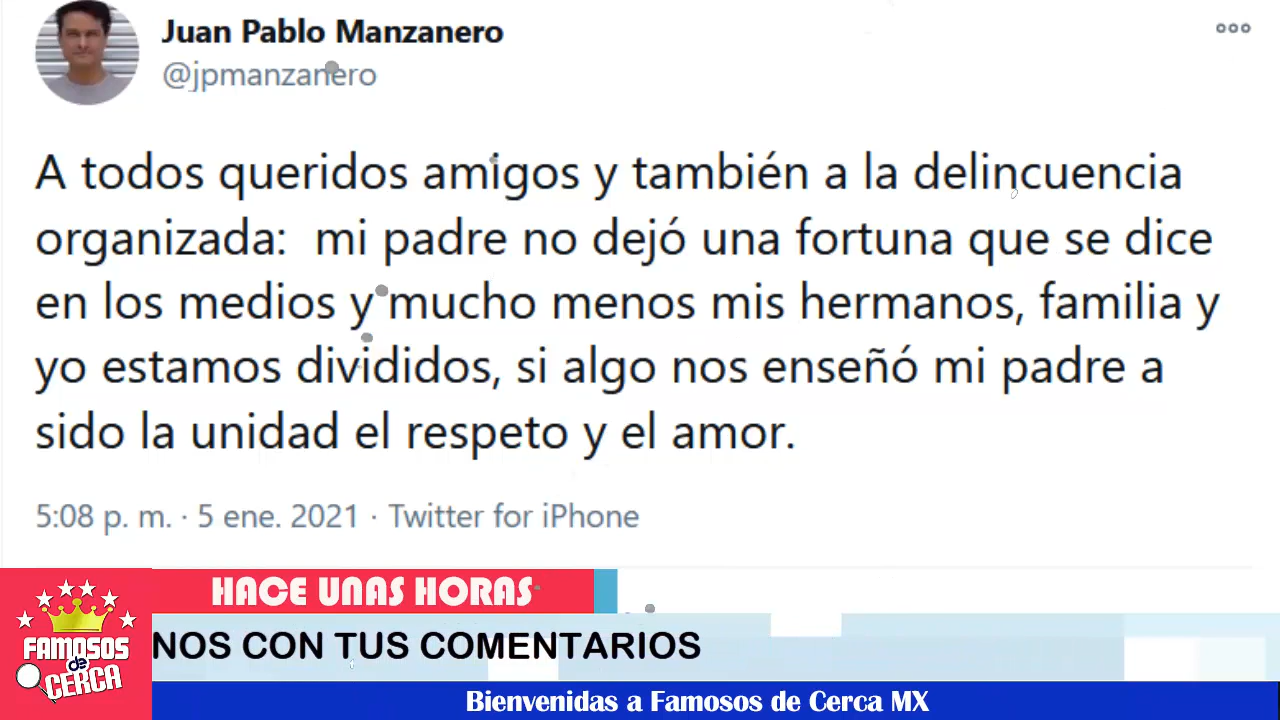 Juan Pablo Manzanero
@jpmanzanero
A todos queridos amigos y también a la delincuencia
organizada:  mi padre no dejó una fortuna que se dice
en los medios y mucho menos mis hermanos, familia y
yo estamos divididos, si algo nos enseñó mi padre a
sido la unidad el respeto y el amor.
5:08 p. m. · 5 ene. 2021 · Twitter for iPhone
HACE UNAS HORAS
NOS CON TUS COMENTARIOS
FAMOSOS
de
CERCA
Bienvenidas a Famosos de Cerca MX